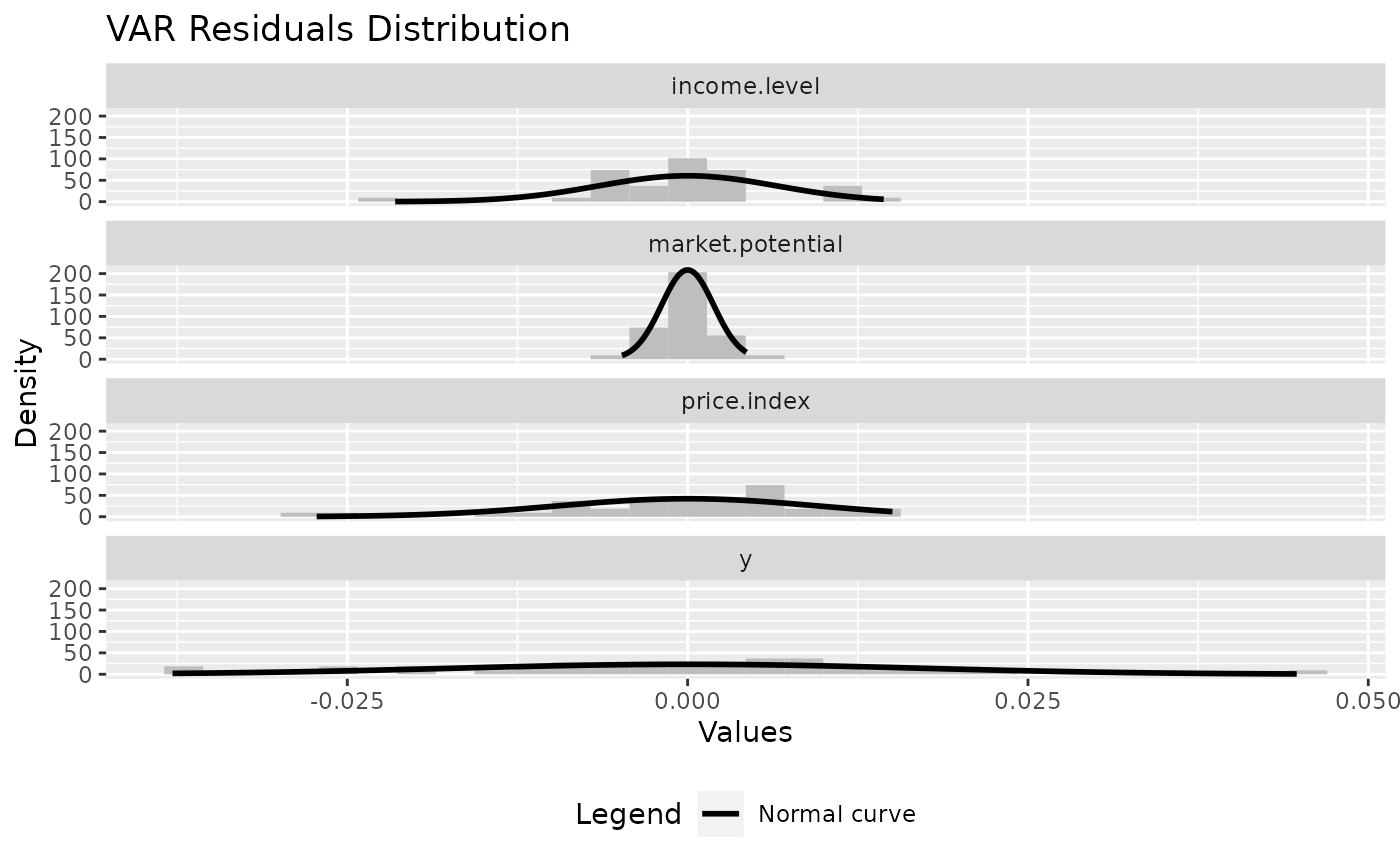 VAR Residuals Distribution
income.level
200
150
100
50
0
market.potential
200
150
100
50
0
price.index
200
150
100
50
0
y
200
150
100
50
0
Density
-0.025 0.000 0.025 0.050
Values
Legend Normal curve